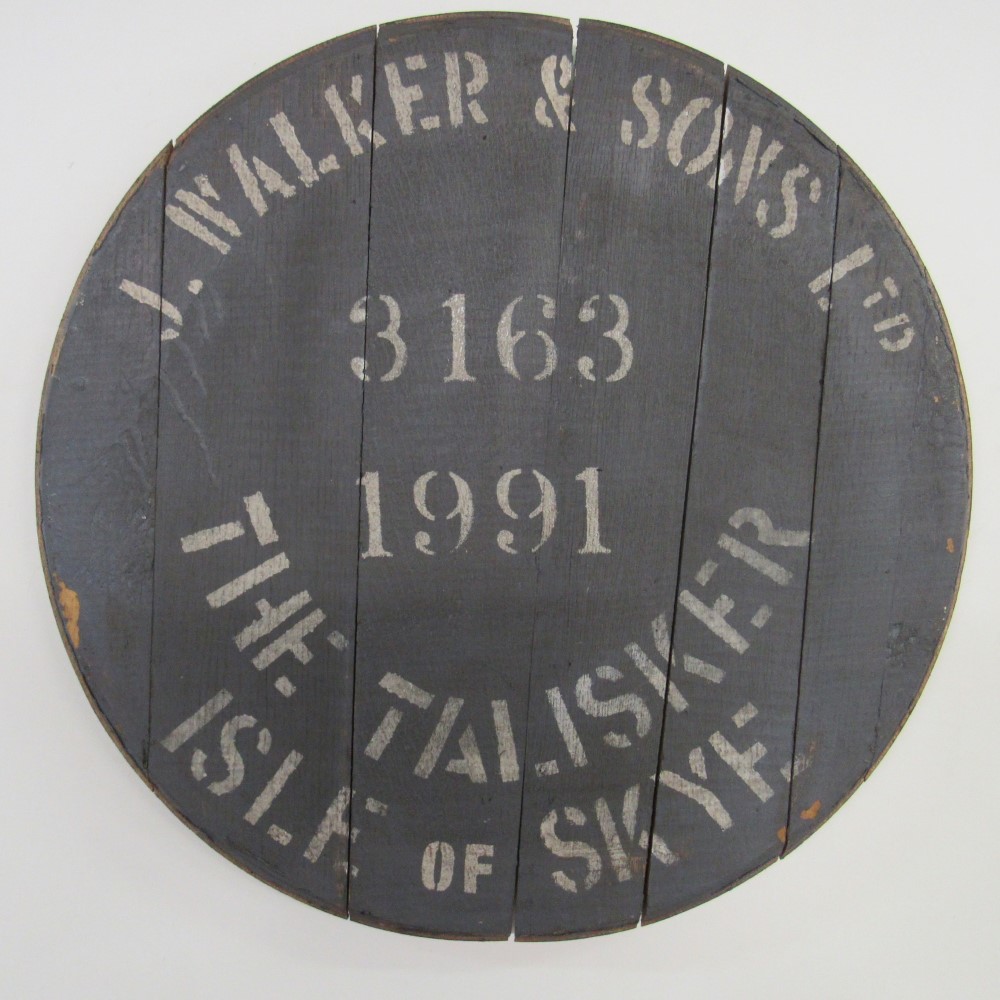 J. WALKER & SONS LTD
3163
1991
THE TALISKER
ISLE OF SKYE